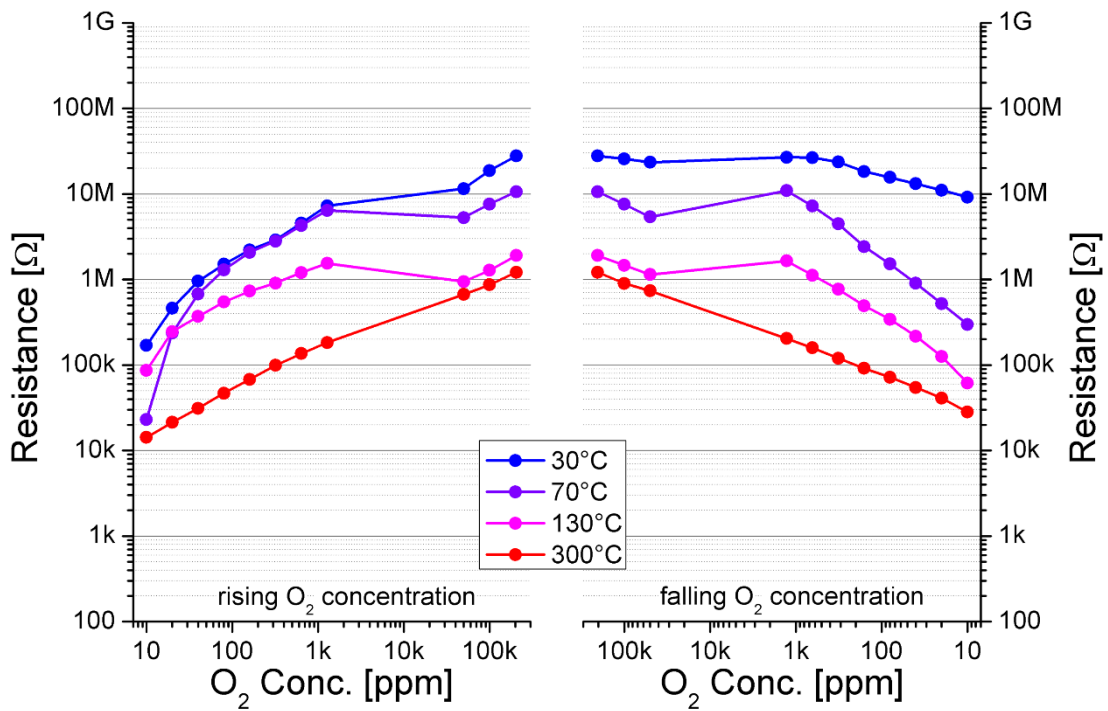 1G
100M
10M
1M
100k
10k
1k
100
Resistance [Ω]
10
100
1k
10k
100k
O₂ Conc. [ppm]
rising O₂ concentration
30°C
70°C
130°C
300°C
falling O₂ concentration
100k
10k
1k
100
10
O₂ Conc. [ppm]
1G
100M
10M
1M
100k
10k
1k
100
Resistance [Ω]